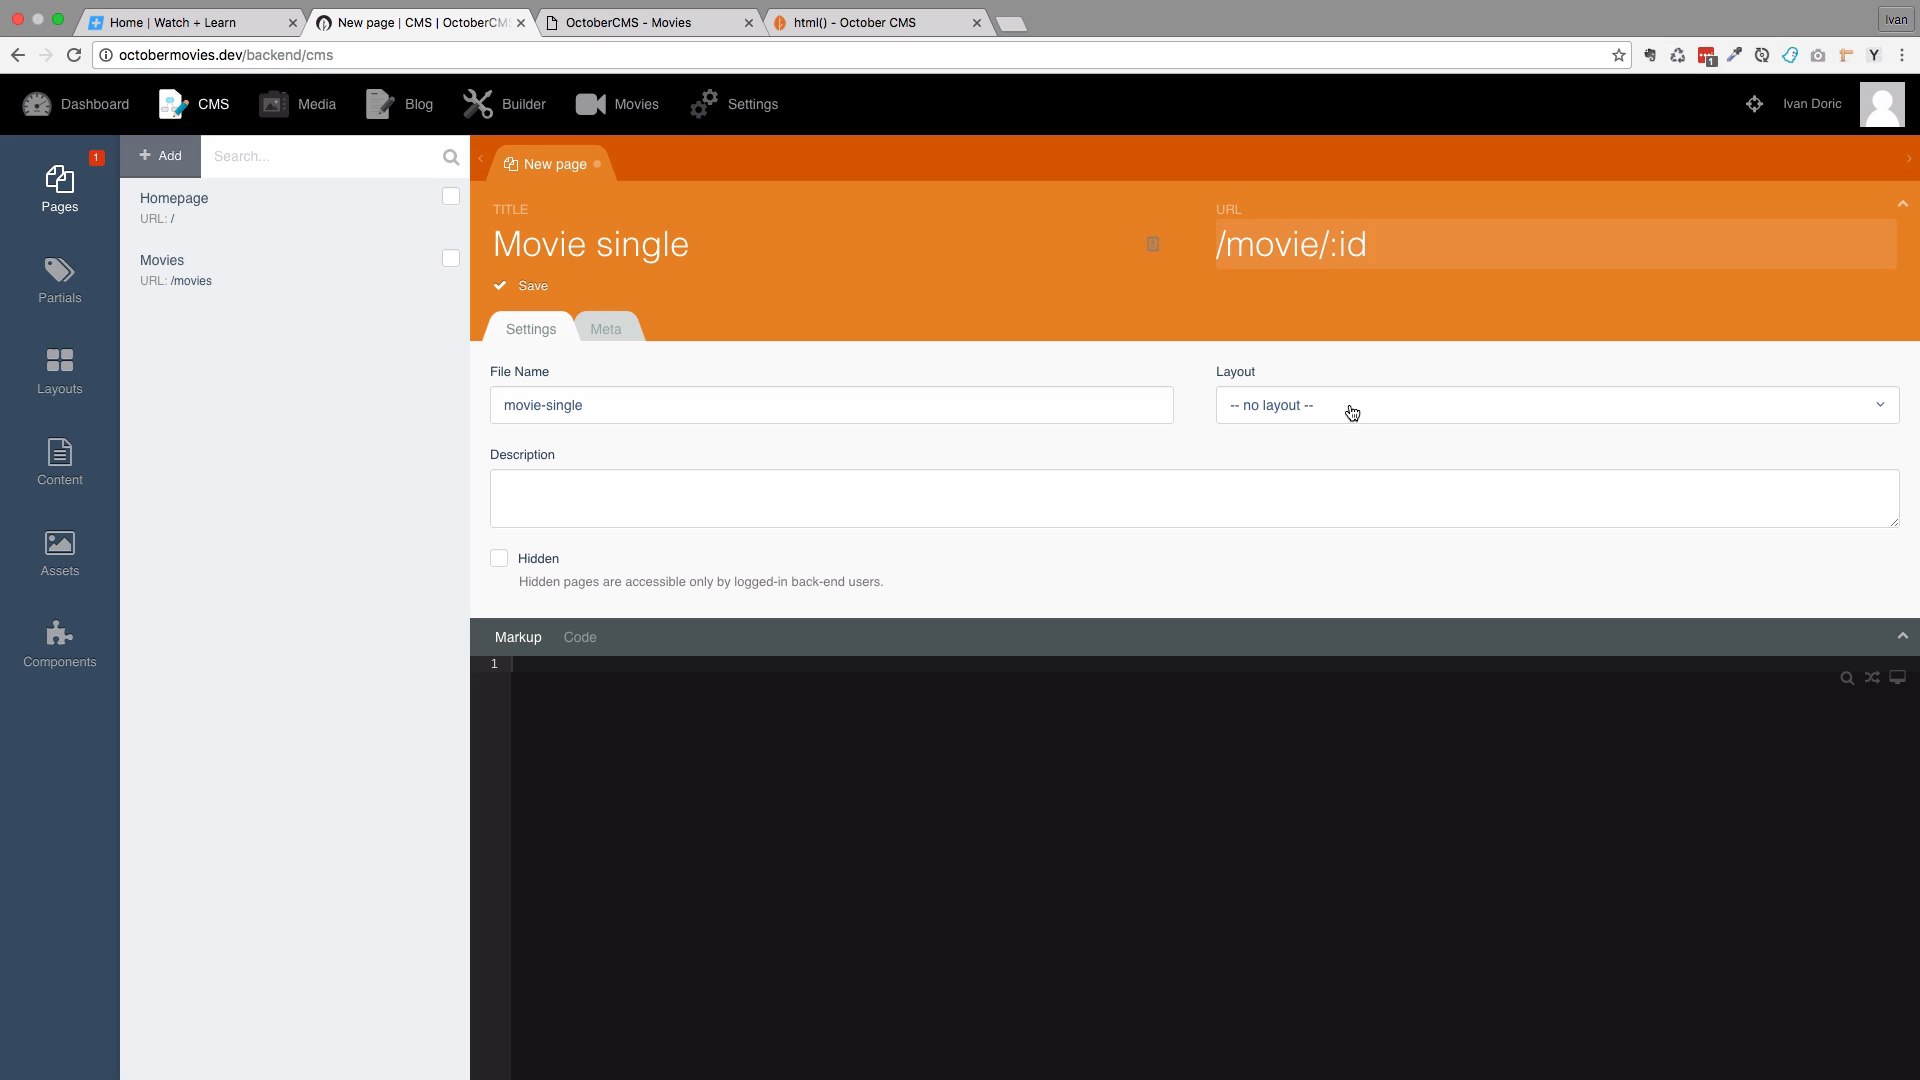 Home | Watch + Learn
New page | CMS | OctoberCMS
OctoberCMS - Movies
html() - October CMS
Ivan
octobermovies.dev/backend/cms
1
Y
Dashboard
CMS
Media
Blog
Builder
Movies
Settings
Ivan Doric
1
Pages
Partials
Layouts
Content
Assets
Components
+ Add
Search...
Homepage
URL: /
Movies
URL: /movies
New page
TITLE
Movie single
URL
/movie/:id
Save
Settings
Meta
File Name
movie-single
Layout
-- no layout --
Description
Hidden
Hidden pages are accessible only by logged-in back-end users.
Markup
Code
1